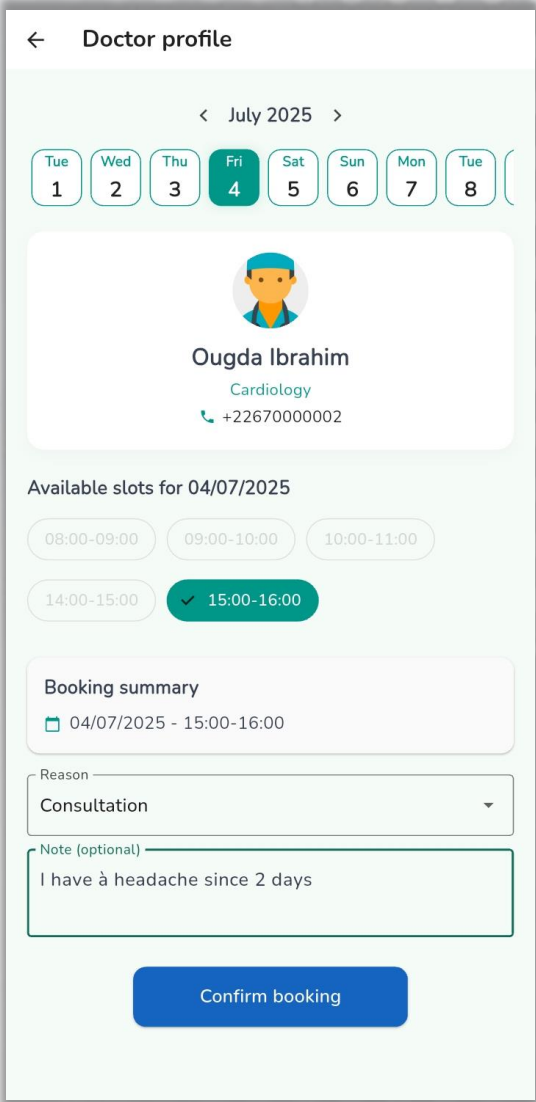 Doctor profile
July 2025
Tue Wed Thu Fri Sat Sun Mon Tue
1 2 3 4 5 6 7 8
Ougda Ibrahim
Cardiology
+22670000002
Available slots for 04/07/2025
08:00-09:00 09:00-10:00 10:00-11:00
14:00-15:00 15:00-16:00
Booking summary
04/07/2025 - 15:00-16:00
Reason
Consultation
Note (optional)
I have à headache since 2 days
Confirm booking